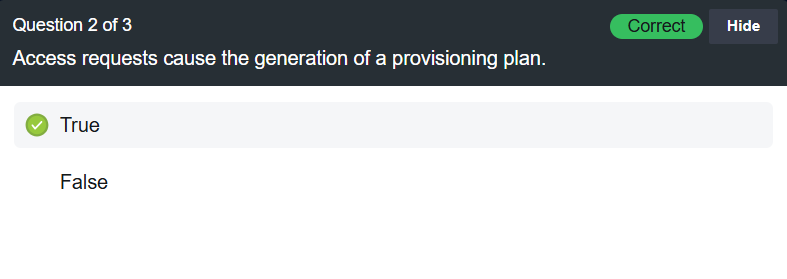 Question 2 of 3
Correct
Hide
Access requests cause the generation of a provisioning plan.
True
False